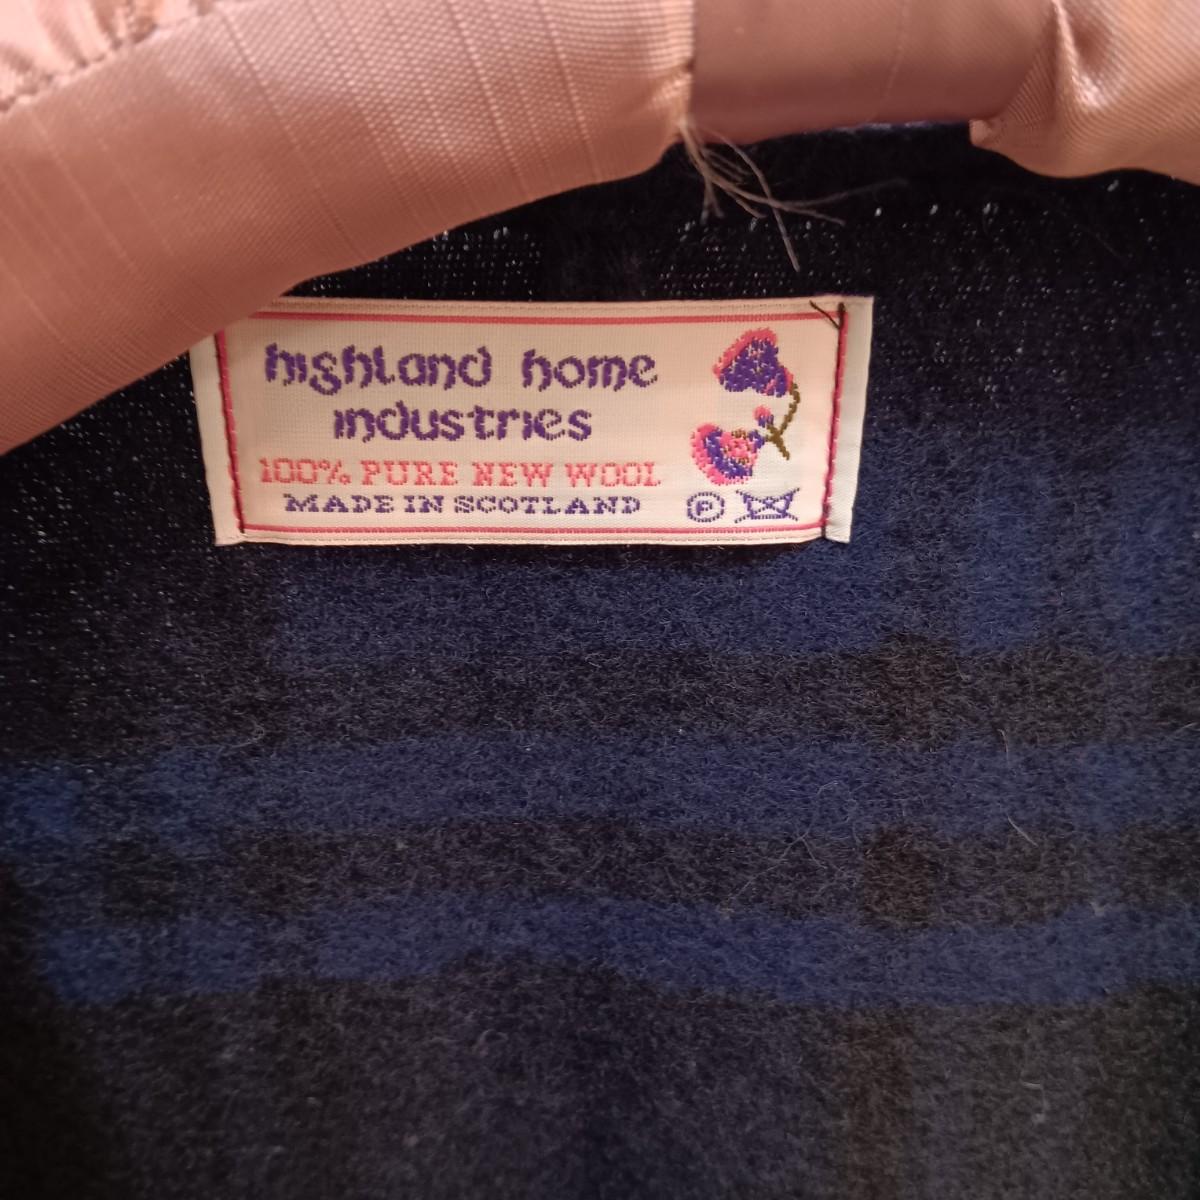 highland home
industries
100% PURE NEW WOOL
MADE IN SCOTLAND Ⓟ